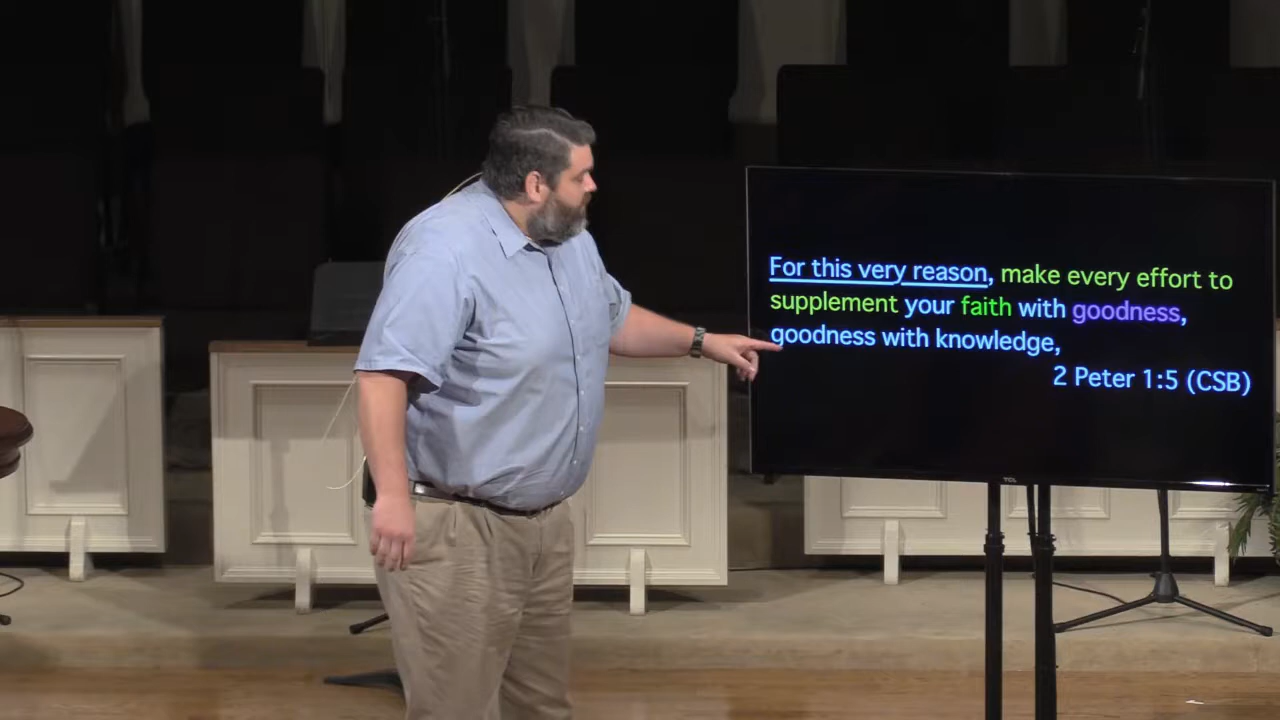 For this very reason, make every effort to
supplement your faith with goodness,
goodness with knowledge,
2 Peter 1:5 (CSB)
TCL